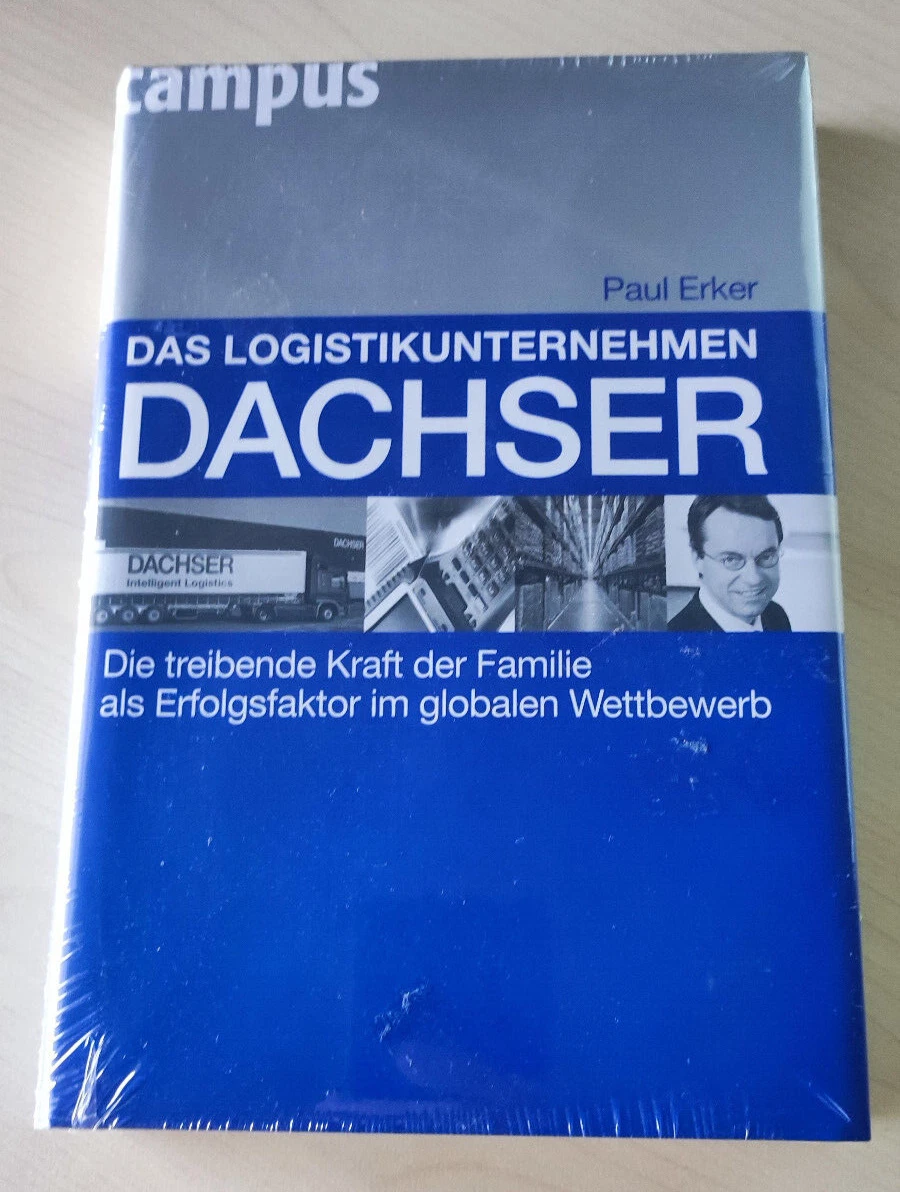 campus
Paul Erker
DAS LOGISTIKUNTERNEHMEN
DACHSER
DACHSER
DACHSER
Intelligent Logistics
Die treibende Kraft der Familie
als Erfolgsfaktor im globalen Wettbewerb